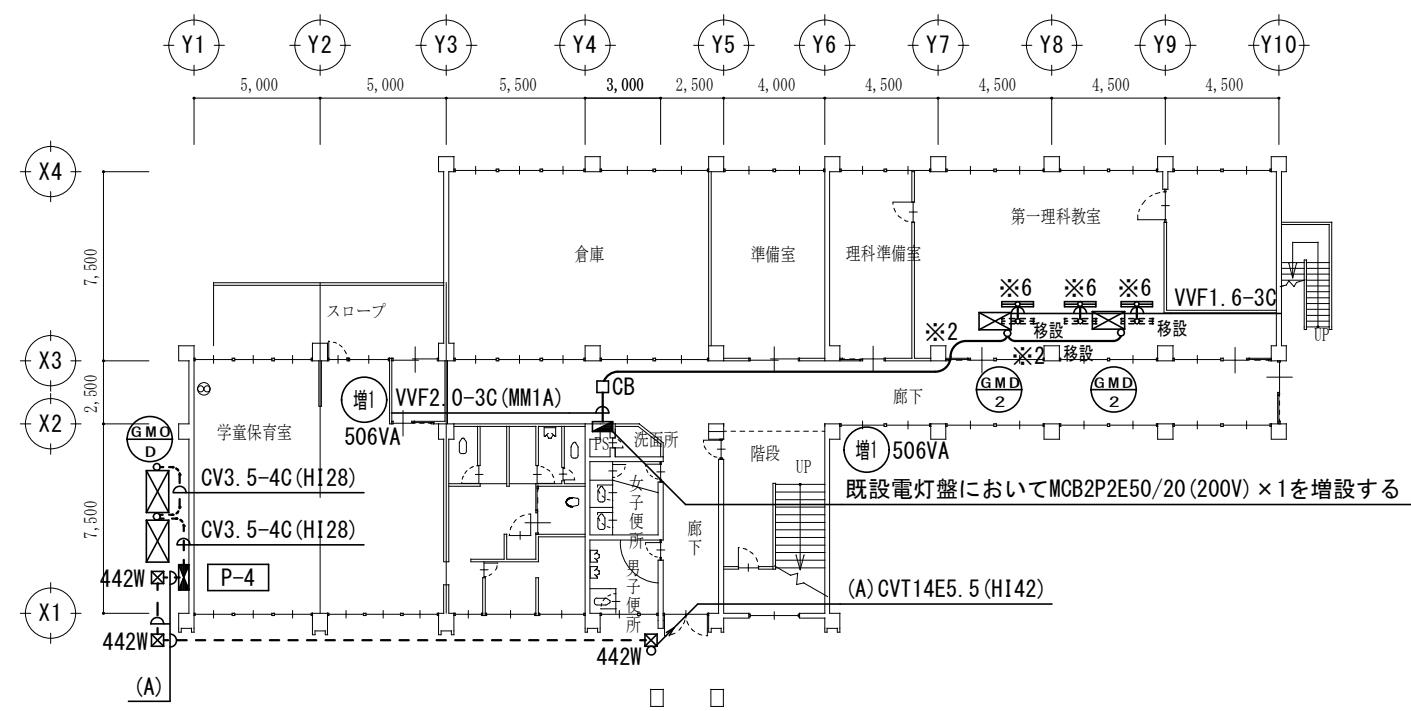 Y1 Y2 Y3 Y4 Y5 Y6 Y7 Y8 Y9 Y10
5,000 5,000 5,500 3,000 2,500 4,000 4,500 4,500 4,500 4,500
X4
7,500
倉庫
準備室
理科準備室
第一理科教室
スロープ
※6 ※6 ※6
VVF1.6-3C
移設
移設
※2
※2
移設
UP
X3
2,500
CB
増1
VVF2.0-3C(MM1A)
506VA
GMD
2
GMD
2
廊下
X2
GMO
D
学童保育室
PS
洗面所
階段
UP
増1
506VA
CV3.5-4C(HI28)
既設電灯盤においてMCB2P2E50/20(200V)×1を増設する
女子便所
廊下
7,500
CV3.5-4C(HI28)
442W
P-4
男子便所
(A)CVT14E5.5(HI42)
X1
442W
442W
(A)